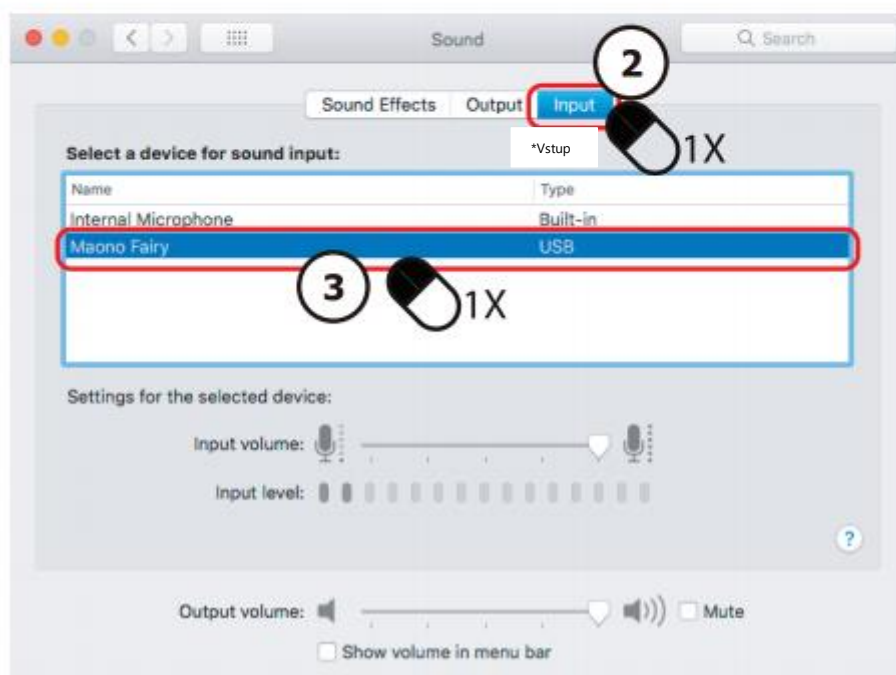 Sound
Search
2
Sound Effects Output Input
*Vstup
1X
Select a device for sound input:
Name Type
Internal Microphone Built-in
Maono Fairy USB
3
1X
Settings for the selected device:
Input volume:
Input level:
?
Output volume: Mute
Show volume in menu bar